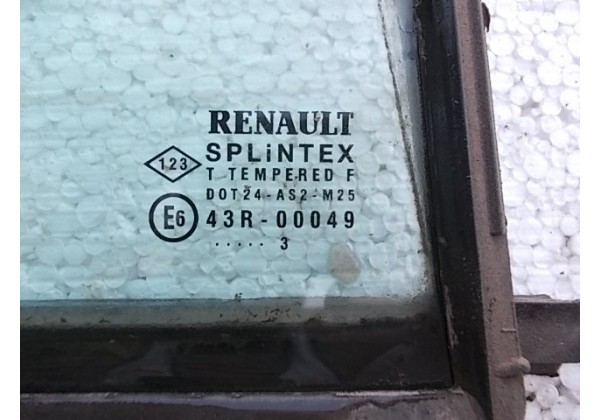 RENAULT
SPLiNTEX
123
T TEMPERED F
DOT24-AS2-M25
E6 43R-00049
..... 3